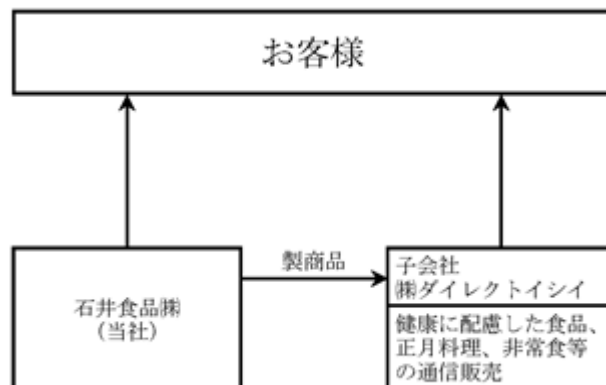 お客様
石井食品㈱
(当社)
製商品
子会社
㈱ダイレクトイシイ
健康に配慮した食品、
正月料理、非常食等
の通信販売